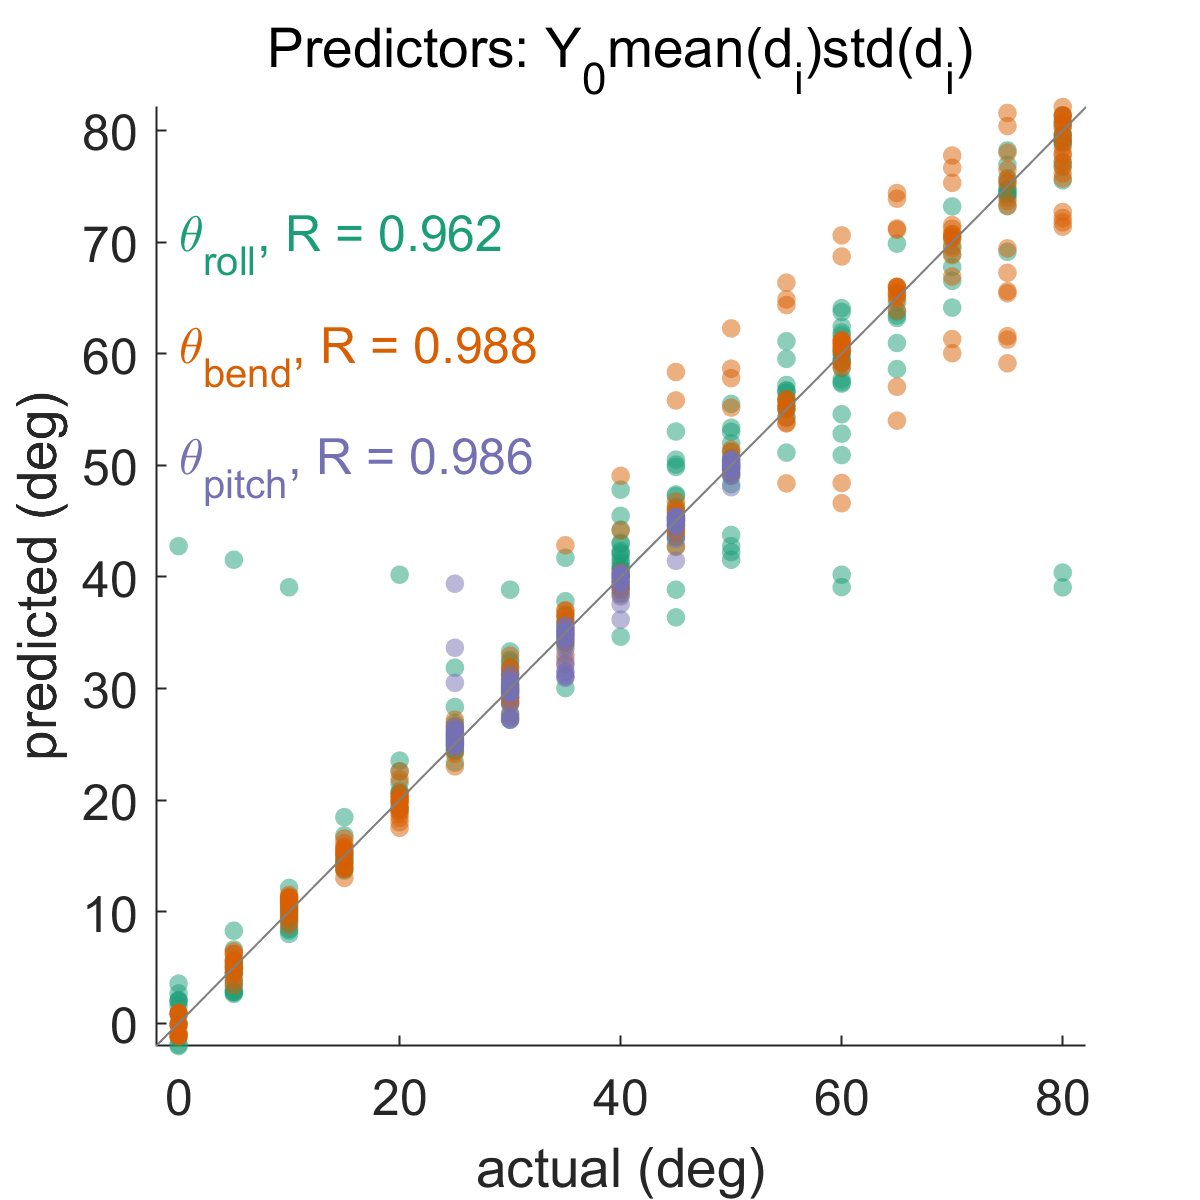 Predictors: Y₀mean(dᵢ)std(dᵢ)
80
70
60
50
40
30
20
10
0
predicted (deg)
θroll, R = 0.962
θbend, R = 0.988
θpitch, R = 0.986
0 20 40 60 80
actual (deg)